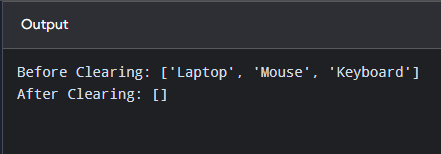 Output
Before Clearing: ['Laptop', 'Mouse', 'Keyboard']
After Clearing: []